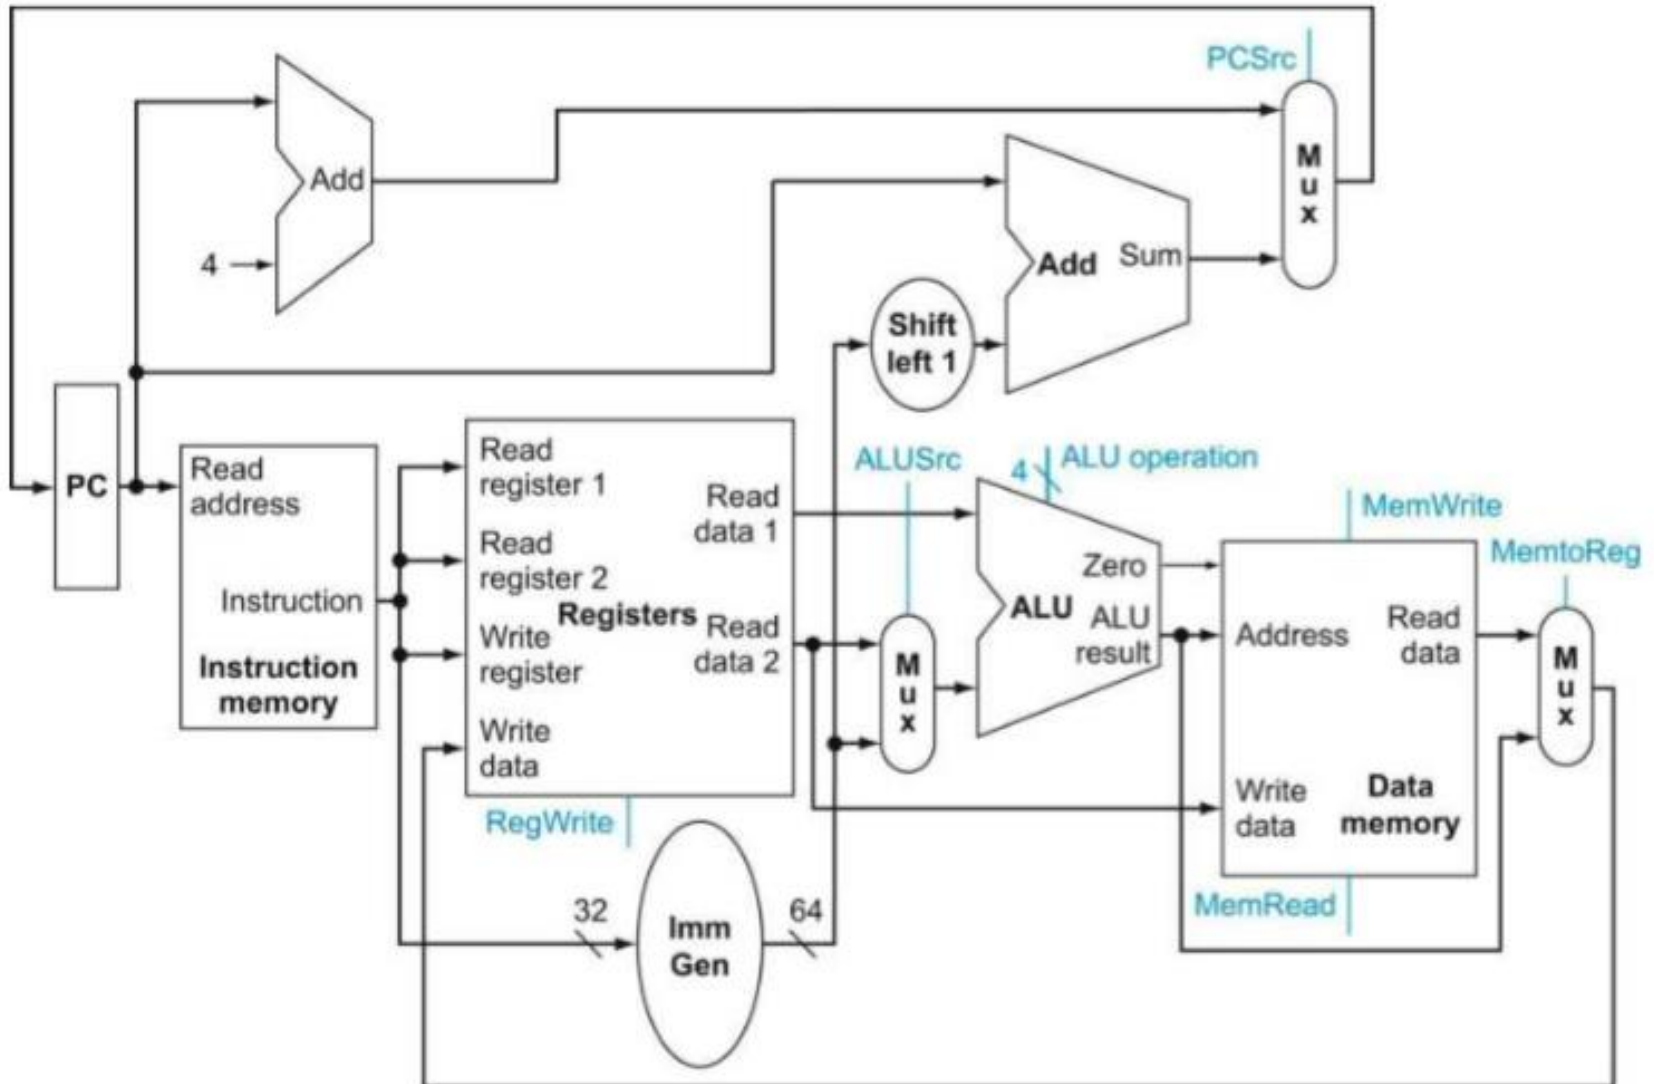 PCSrc
Add
4
M
u
x
Add
Sum
Shift
left 1
PC
Read
address
Instruction
Instruction
memory
Read
register 1
Read
register 2
Write
register
Write
data
Registers
Read
data 1
Read
data 2
RegWrite
ALUSrc
M
u
x
4
ALU operation
Zero
ALU
ALU
result
MemWrite
MemtoReg
Address
Read
data
Write
data
Data
memory
MemRead
M
u
x
32
Imm
Gen
64